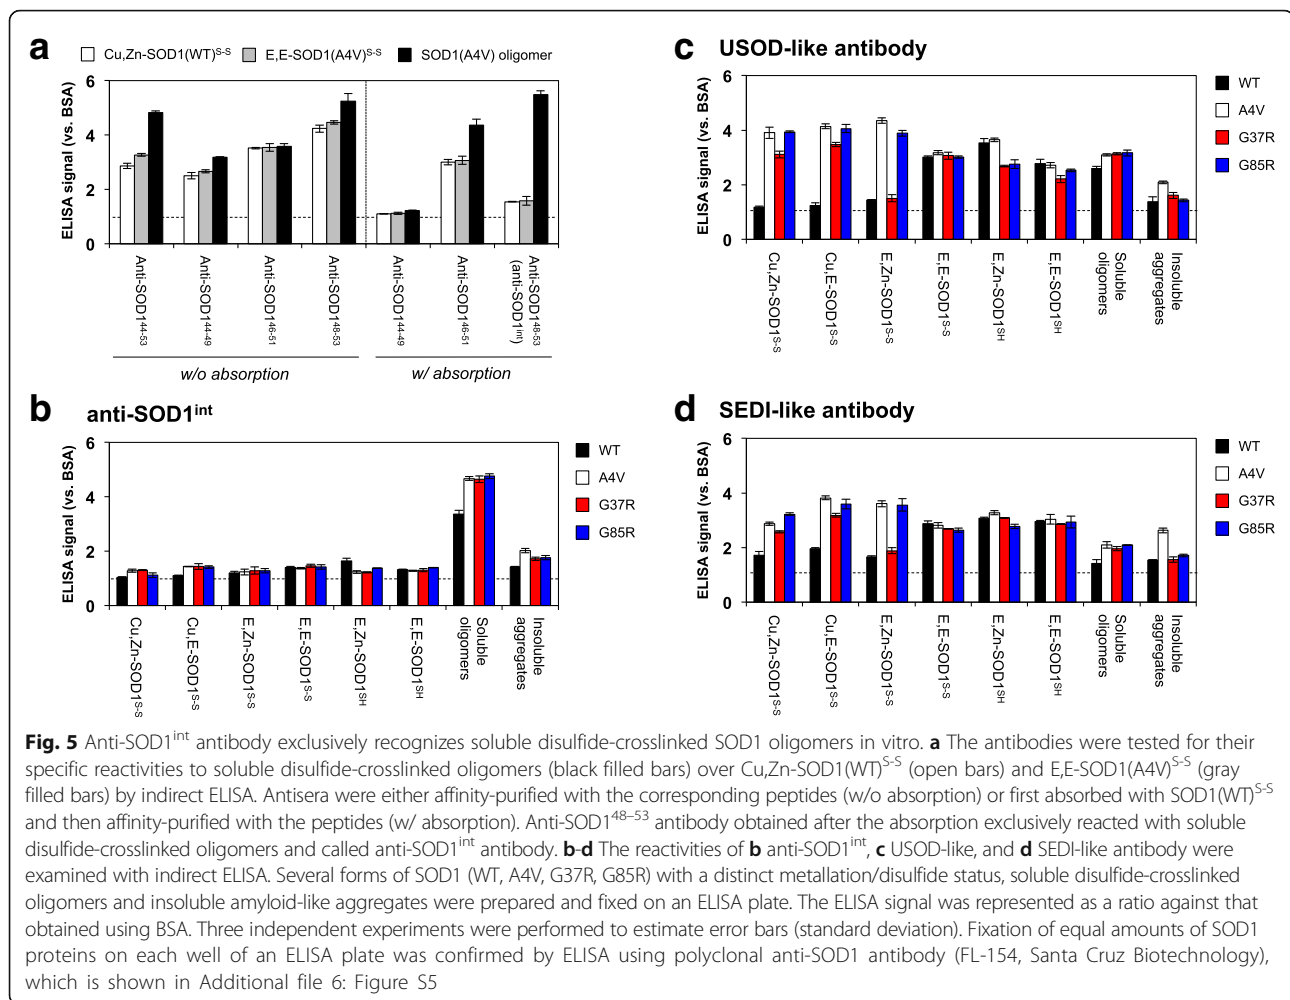 a
Cu,Zn-SOD1(WT)S-S E,E-SOD1(A4V)S-S SOD1(A4V) oligomer
ELISA signal (vs. BSA)
6
4
2
0
Anti-SOD144-53
Anti-SOD144-49
Anti-SOD146-51
Anti-SOD148-53
Anti-SOD144-49
Anti-SOD146-51
Anti-SOD148-53
(anti-SOD1int)
w/o absorption
w/ absorption
c USOD-like antibody
ELISA signal (vs. BSA)
6
4
2
0
WT
A4V
G37R
G85R
Cu,Zn-SOD1S-S
Cu,E-SOD1S-S
E,Zn-SOD1S-S
E,E-SOD1S-S
E,Zn-SOD1SH
E,E-SOD1SH
Soluble
oligomers
Insoluble
aggregates
b anti-SOD1int
ELISA signal (vs. BSA)
6
4
2
0
WT
A4V
G37R
G85R
Cu,Zn-SOD1S-S
Cu,E-SOD1S-S
E,Zn-SOD1S-S
E,E-SOD1S-S
E,Zn-SOD1SH
E,E-SOD1SH
Soluble
oligomers
Insoluble
aggregates
d SEDI-like antibody
ELISA signal (vs. BSA)
6
4
2
0
WT
A4V
G37R
G85R
Cu,Zn-SOD1S-S
Cu,E-SOD1S-S
E,Zn-SOD1S-S
E,E-SOD1S-S
E,Zn-SOD1SH
E,E-SOD1SH
Soluble
oligomers
Insoluble
aggregates
Fig. 5 Anti-SOD1int antibody exclusively recognizes soluble disulfide-crosslinked SOD1 oligomers in vitro. a The antibodies were tested for their
specific reactivities to soluble disulfide-crosslinked oligomers (black filled bars) over Cu,Zn-SOD1(WT)S-S (open bars) and E,E-SOD1(A4V)S-S (gray
filled bars) by indirect ELISA. Antisera were either affinity-purified with the corresponding peptides (w/o absorption) or first absorbed with SOD1(WT)S-S
and then affinity-purified with the peptides (w/ absorption). Anti-SOD148–53 antibody obtained after the absorption exclusively reacted with soluble
disulfide-crosslinked oligomers and called anti-SOD1int antibody. b-d The reactivities of b anti-SOD1int, c USOD-like, and d SEDI-like antibody were
examined with indirect ELISA. Several forms of SOD1 (WT, A4V, G37R, G85R) with a distinct metallation/disulfide status, soluble disulfide-crosslinked
oligomers and insoluble amyloid-like aggregates were prepared and fixed on an ELISA plate. The ELISA signal was represented as a ratio against that
obtained using BSA. Three independent experiments were performed to estimate error bars (standard deviation). Fixation of equal amounts of SOD1
proteins on each well of an ELISA plate was confirmed by ELISA using polyclonal anti-SOD1 antibody (FL-154, Santa Cruz Biotechnology),
which is shown in Additional file 6: Figure S5